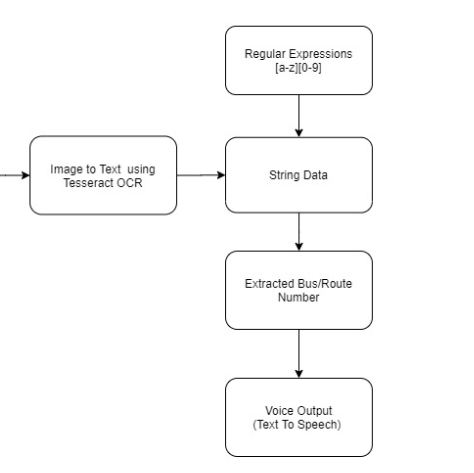 Regular Expressions
[a-z][0-9]
Image to Text using
Tesseract OCR
String Data
Extracted Bus/Route
Number
Voice Output
(Text To Speech)